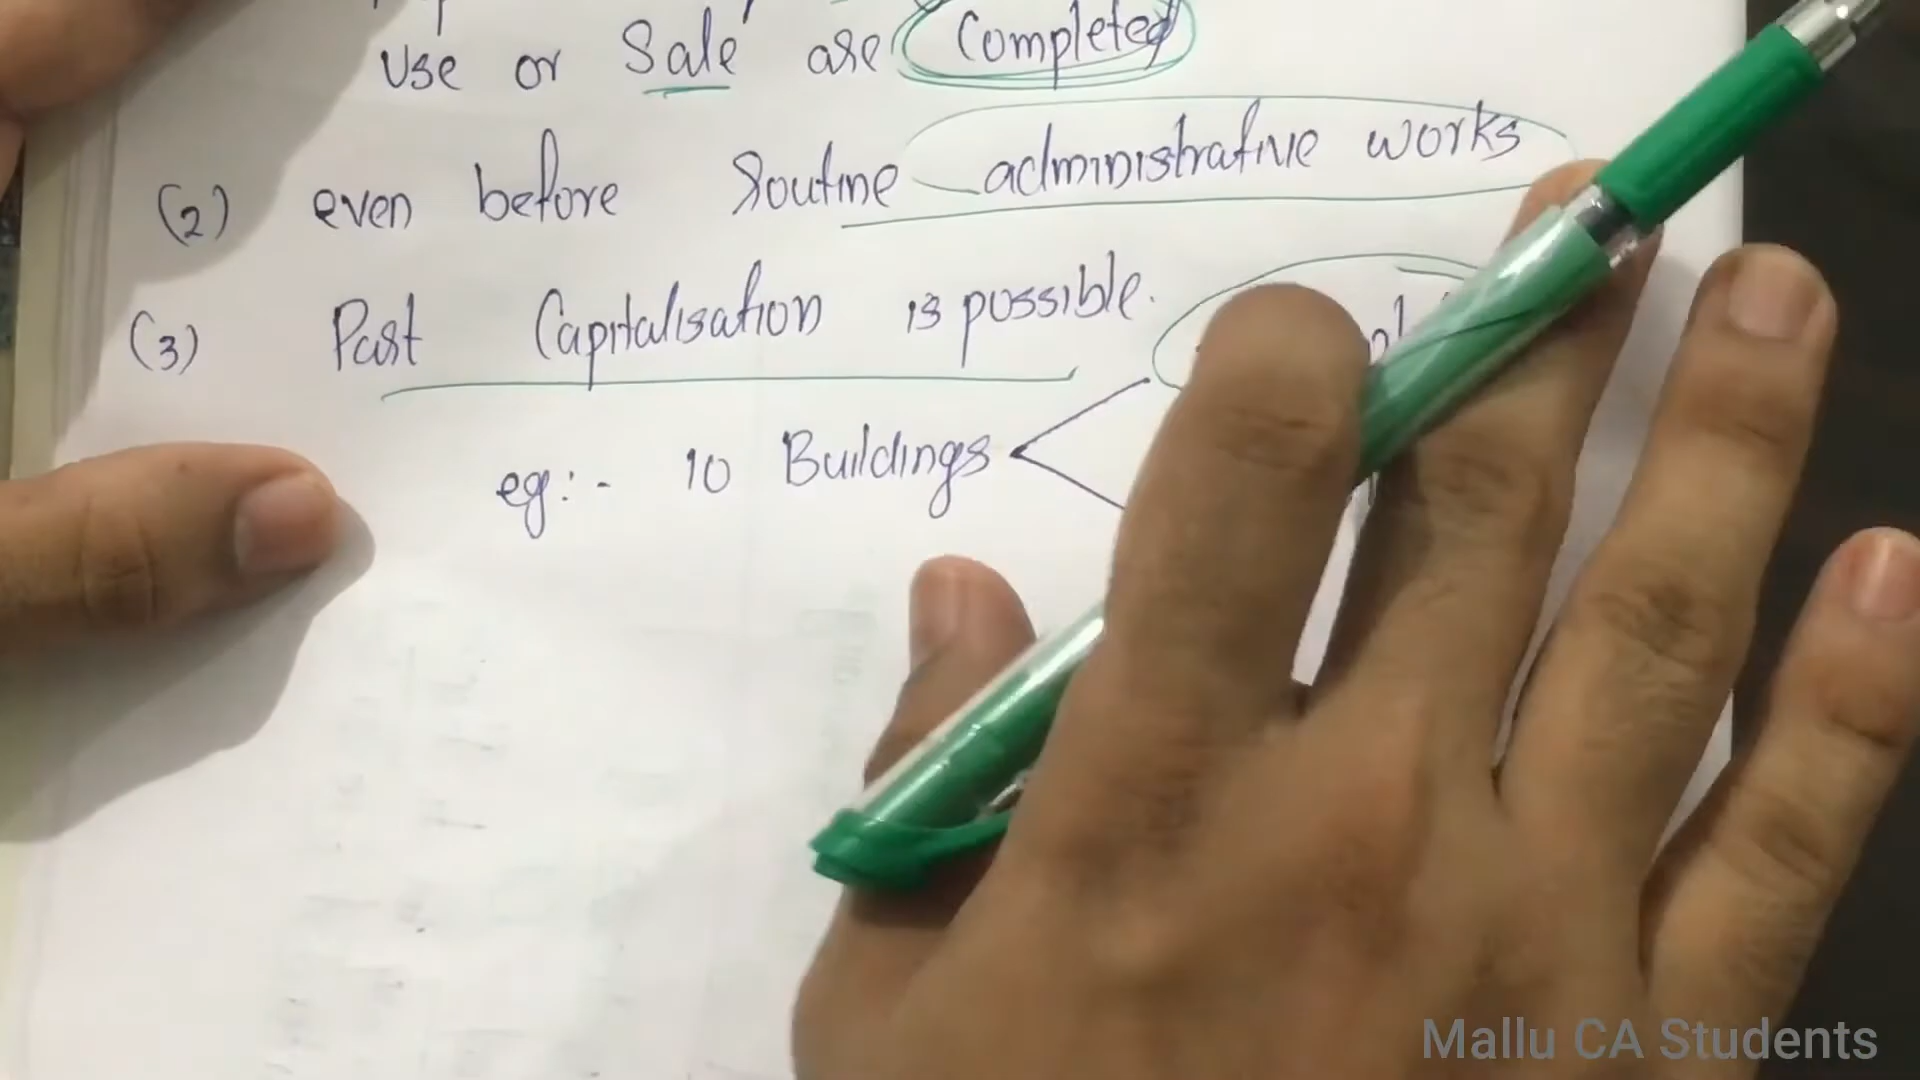 Use or Sale are Completed
(2) even before Routine administrative works
(3) Part Capitalisation is possible.
eg:- 10 Buildings
Mallu CA Students